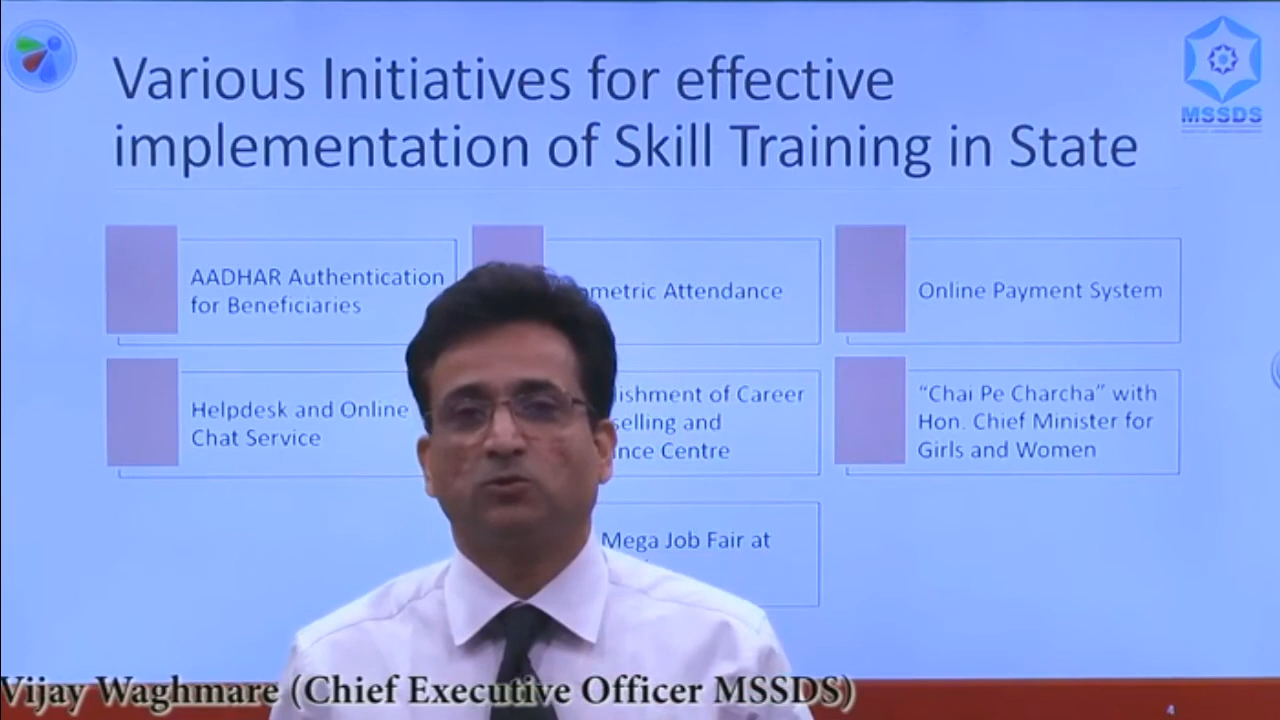 Various Initiatives for effective
implementation of Skill Training in State
MSSDS
AADHAR Authentication
for Beneficiaries
ometric Attendance
Online Payment System
Helpdesk and Online
Chat Service
lishment of Career
selling and
nce Centre
“Chai Pe Charcha” with
Hon. Chief Minister for
Girls and Women
Mega Job Fair at
Vijay Waghmare (Chief Executive Officer MSSDS)
4